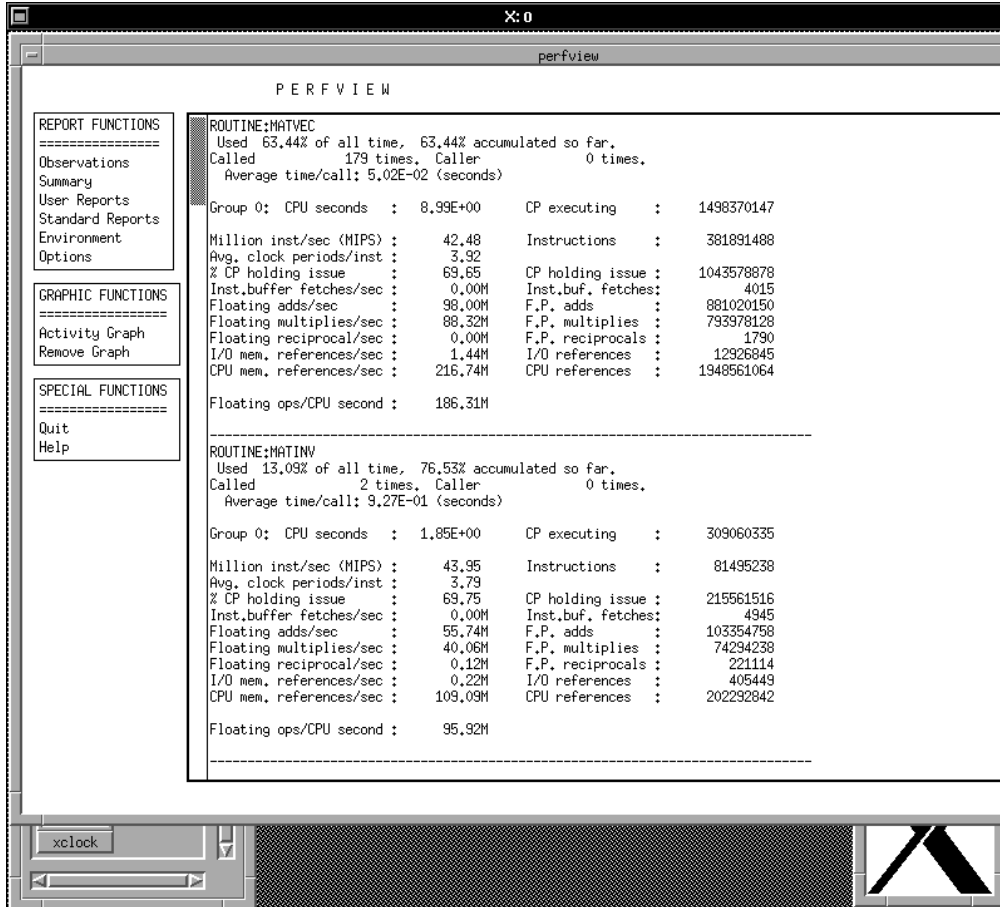 X: 0
perfview
P E R F V I E W
REPORT FUNCTIONS
================
Observations
Summary
User Reports
Standard Reports
Environment
Options
GRAPHIC FUNCTIONS
=================
Activity Graph
Remove Graph
SPECIAL FUNCTIONS
=================
Quit
Help
ROUTINE:MATVEC
Used 63.44% of all time, 63.44% accumulated so far.
Called 179 times. Caller 0 times.
Average time/call: 5.02E-02 (seconds)
Group 0: CPU seconds : 8.99E+00 CP executing : 1498370147
Million inst/sec (MIPS) : 42.48 Instructions : 381891488
Avg. clock periods/inst : 3.92
% CP holding issue : 69.65 CP holding issue : 1043578878
Inst.buffer fetches/sec : 0.00M Inst.buf. fetches: 4015
Floating adds/sec : 98.00M F.P. adds : 881020150
Floating multiplies/sec : 88.32M F.P. multiplies : 793978128
Floating reciprocal/sec : 0.00M F.P. reciprocals : 1790
I/O mem. references/sec : 1.44M I/O references : 12926845
CPU mem. references/sec : 216.74M CPU references : 1948561064
Floating ops/CPU second : 186.31M
--------------------------------------------------------------------------------
ROUTINE:MATINV
Used 13.09% of all time, 76.53% accumulated so far.
Called 2 times. Caller 0 times.
Average time/call: 9.27E-01 (seconds)
Group 0: CPU seconds : 1.85E+00 CP executing : 309060335
Million inst/sec (MIPS) : 43.95 Instructions : 81495238
Avg. clock periods/inst : 3.79
% CP holding issue : 69.75 CP holding issue : 215561516
Inst.buffer fetches/sec : 0.00M Inst.buf. fetches: 4945
Floating adds/sec : 55.74M F.P. adds : 103354758
Floating multiplies/sec : 40.06M F.P. multiplies : 74294238
Floating reciprocal/sec : 0.12M F.P. reciprocals : 221114
I/O mem. references/sec : 0.22M I/O references : 405449
CPU mem. references/sec : 109.09M CPU references : 202292842
Floating ops/CPU second : 95.92M
--------------------------------------------------------------------------------
xclock